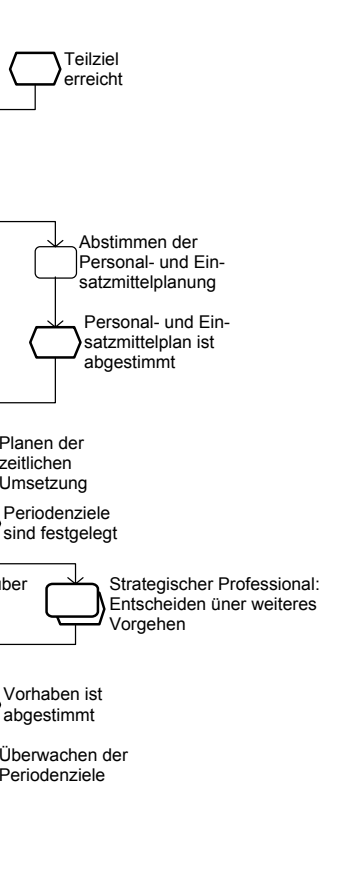 Teilziel
erreicht
Abstimmen der
Personal- und Ein-
satzmittelplanung
Personal- und Ein-
satzmittelplan ist
abgestimmt
Planen der
zeitlichen
Umsetzung
Periodenziele
sind festgelegt
Strategischer Professional:
Entscheiden üner weiteres
Vorgehen
Vorhaben ist
abgestimmt
Überwachen der
Periodenziele